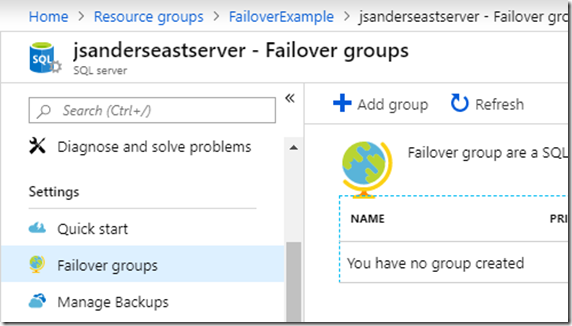 Home > Resource groups > FailoverExample > jsanderseastserver - Failover gro
jsanderseastserver - Failover groups
SQL
SQL server
Search (Ctrl+/)
Diagnose and solve problems
Settings
Quick start
Failover groups
Manage Backups
Add group
Refresh
Failover group are a SQL
NAME
PRI
You have no group created